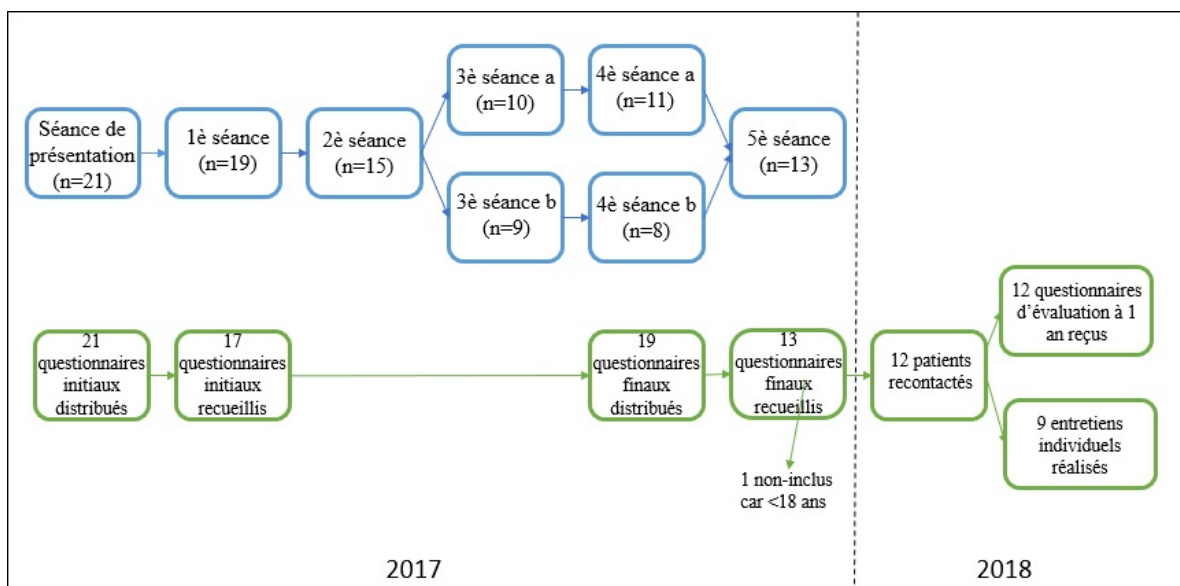 Séance de
présentation
(n=21)
1è séance
(n=19)
2è séance
(n=15)
3è séance a
(n=10)
4è séance a
(n=11)
3è séance b
(n=9)
4è séance b
(n=8)
5è séance
(n=13)
21
questionnaires
initiaux
distribués
17
questionnaires
initiaux
recueillis
19
questionnaires
finaux
distribués
13
questionnaires
finaux
recueillis
1 non-inclus
car <18 ans
12 patients
recontactés
12 questionnaires
d’évaluation à 1
an reçus
9 entretiens
individuels
réalisés
2017
2018